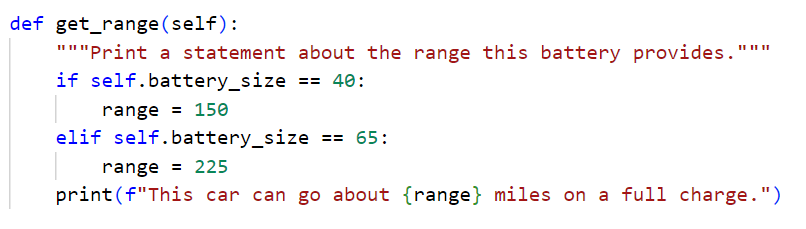 def get_range(self):
    """Print a statement about the range this battery provides."""
    if self.battery_size == 40:
        range = 150
    elif self.battery_size == 65:
        range = 225
    print(f"This car can go about {range} miles on a full charge.")